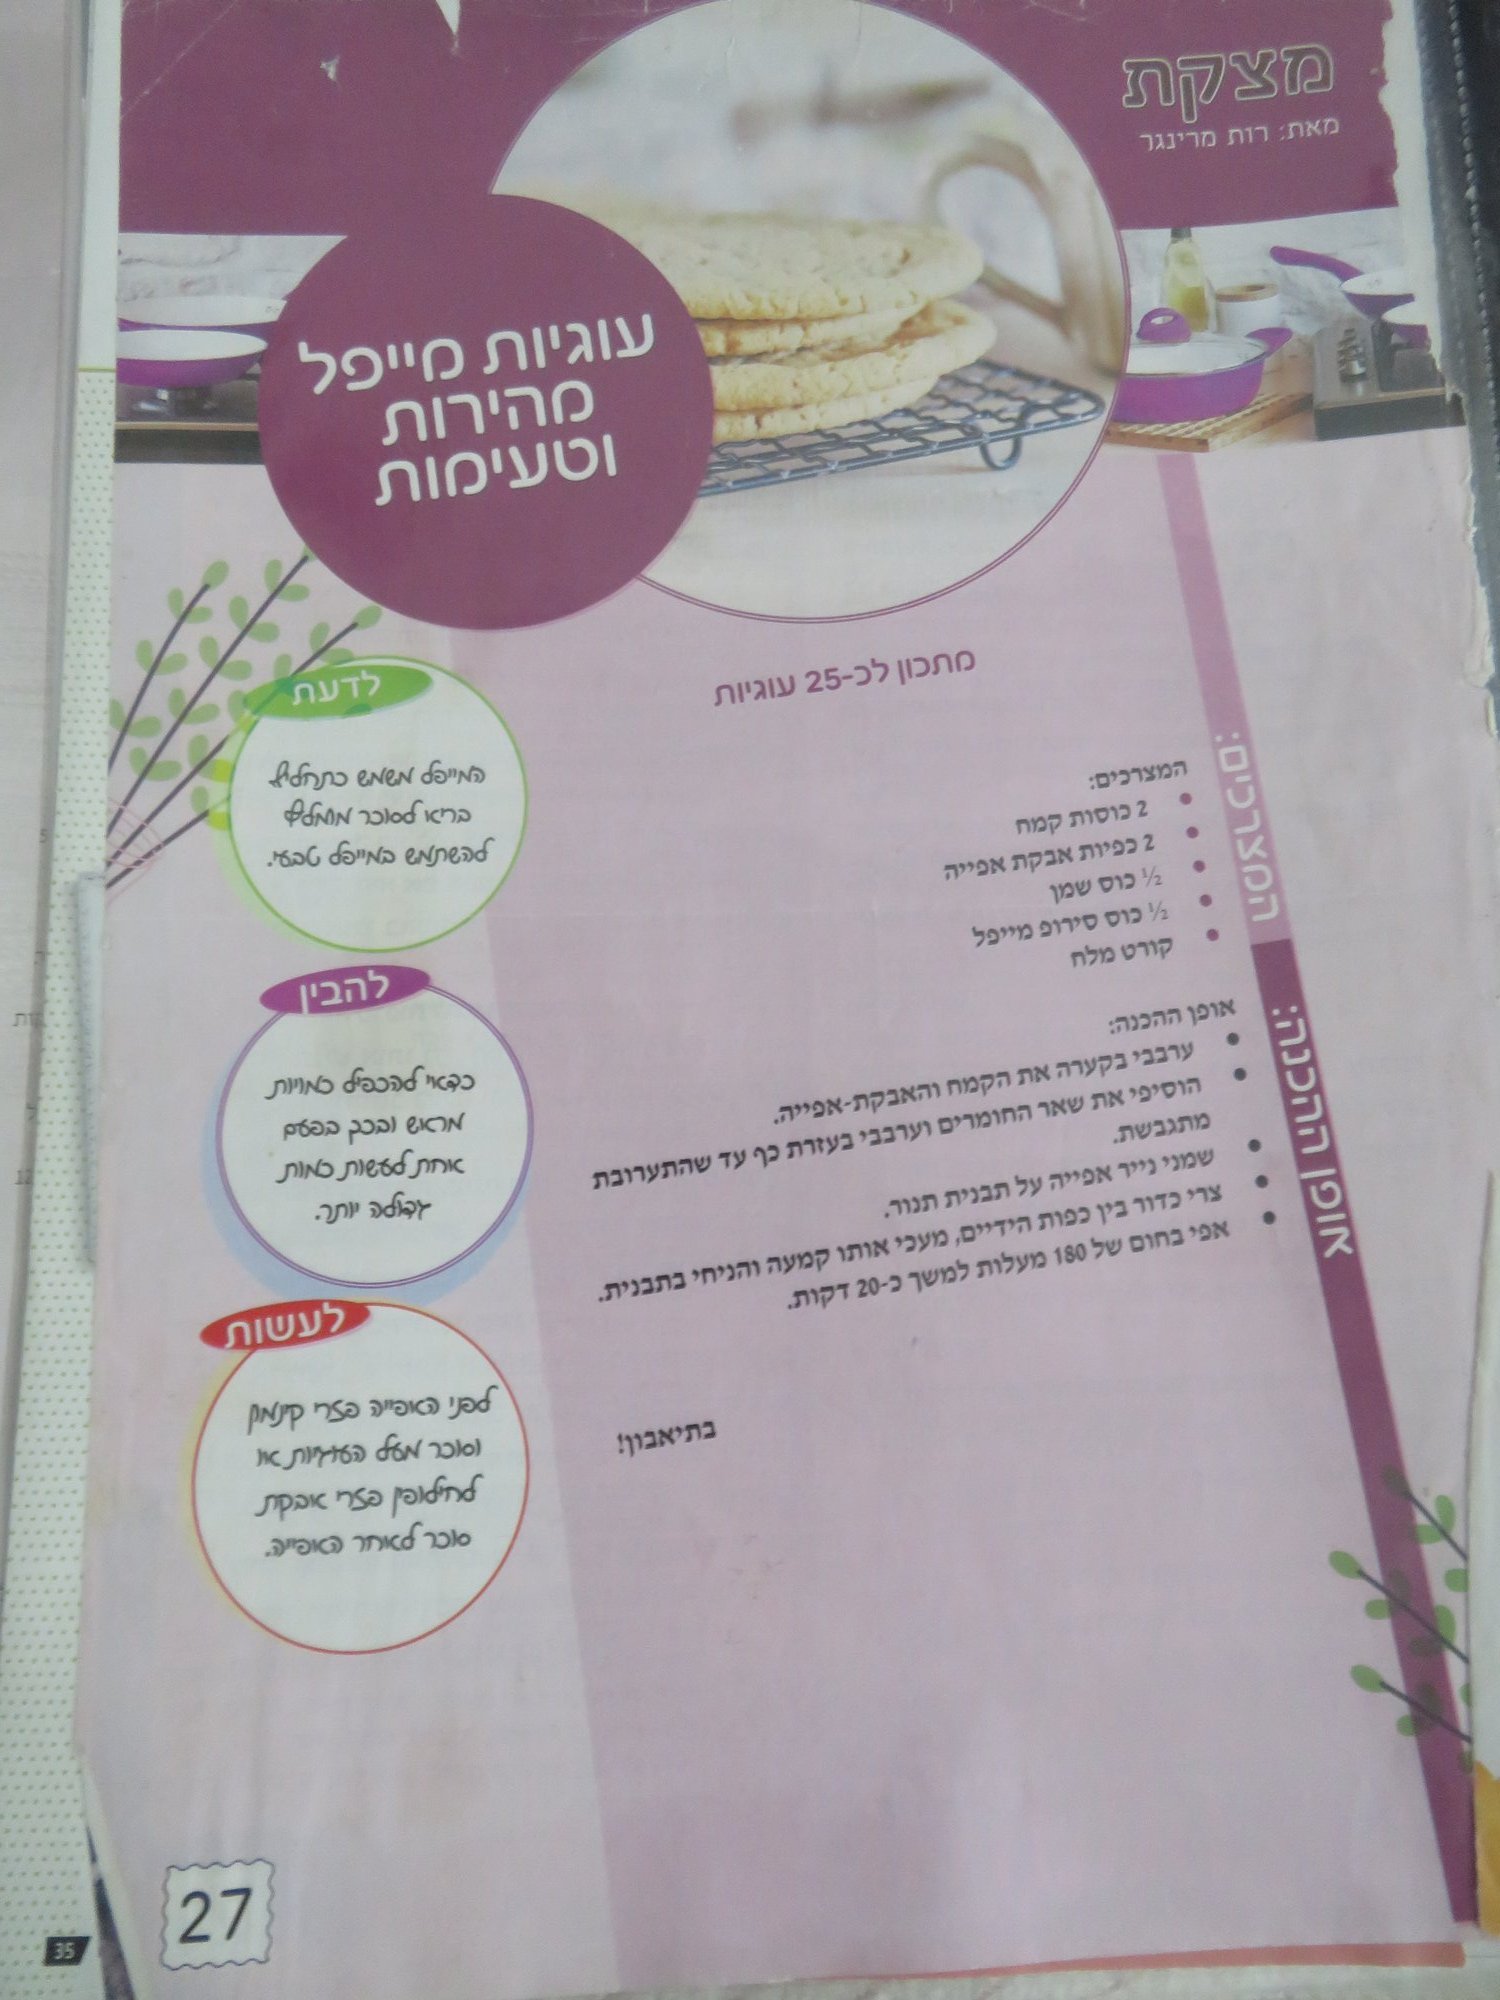 מצקת
מאת: רות מרינגר
עוגיות מייפל
מהירות
וטעימות
מתכון לכ-25 עוגיות
המצרכים:
המצרכים:
• 2 כוסות קמח
• 2 כפיות אבקת אפייה
• ½ כוס שמן
• ½ כוס סירופ מייפל
• קורט מלח
אופן ההכנה:
אופן ההכנה:
• ערבבי בקערה את הקמח והאבקת-אפייה.
• הוסיפי את שאר החומרים וערבבי בעזרת כף עד שהתערובת
מתגבשת.
• שמני נייר אפייה על תבנית תנור.
• צרי כדור בין כפות הידיים, מעכי אותו קמעה והניחי בתבנית.
• אפי בחום של 180 מעלות למשך כ-20 דקות.
בתיאבון!
לדעת
המייפל משמש כתחליף
בריא לסוכר מומלץ
להשתמש במייפל טבעי.
להבין
כדאי להכפיל כמויות
מראש ובכך בפעם
אחת לעשות כמות
גדולה יותר.
לעשות
לפני האפייה פזרי קינמון
וסוכר מעל העוגיות או
לחילופין פזרי אבקת
סוכר לאחר האפייה.
27
35